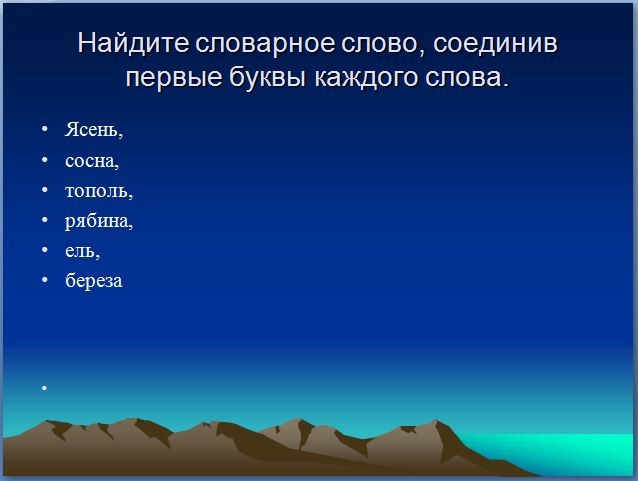 Найдите словарное слово, соединив
первые буквы каждого слова.
• Ясень,
• сосна,
• тополь,
• рябина,
• ель,
• береза
•